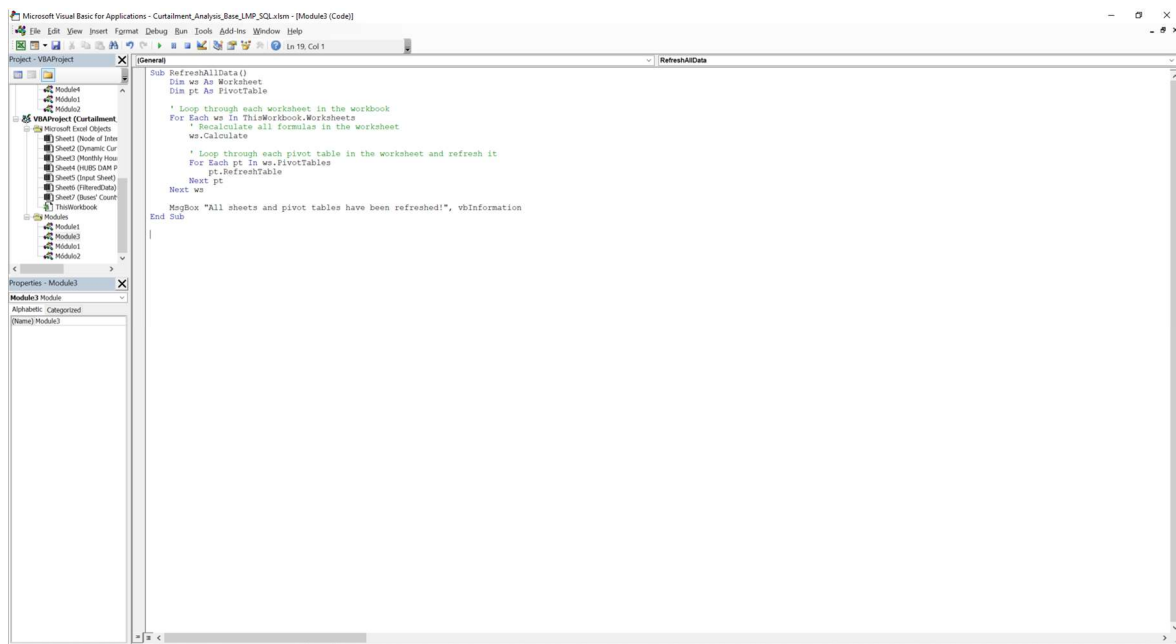 Microsoft Visual Basic for Applications - Curtailment_Analysis_Base_LMP_SQL.xlsm - [Module3 (Code)]
File Edit View Insert Format Debug Run Tools Add-Ins Window Help
Ln 19, Col 1
Project - VBAProject
Module4
Módulo1
Módulo2
VBAProject (Curtailment_
Microsoft Excel Objects
Sheet1 (Node of Inter
Sheet2 (Dynamic Cur
Sheet3 (Monthly Hou
Sheet4 (HUBS DAM P
Sheet5 (Input Sheet)
Sheet6 (FilteredData)
Sheet7 (Buses' Count
ThisWorkbook
Modules
Module1
Module3
Módulo1
Módulo2
Properties - Module3
Module3 Module
Alphabetic Categorized
(Name) Module3
(General) RefreshAllData
Sub RefreshAllData()
Dim ws As Worksheet
Dim pt As PivotTable
' Loop through each worksheet in the workbook
For Each ws In ThisWorkbook.Worksheets
' Recalculate all formulas in the worksheet
ws.Calculate
' Loop through each pivot table in the worksheet and refresh it
For Each pt In ws.PivotTables
pt.RefreshTable
Next pt
Next ws
MsgBox "All sheets and pivot tables have been refreshed!", vbInformation
End Sub